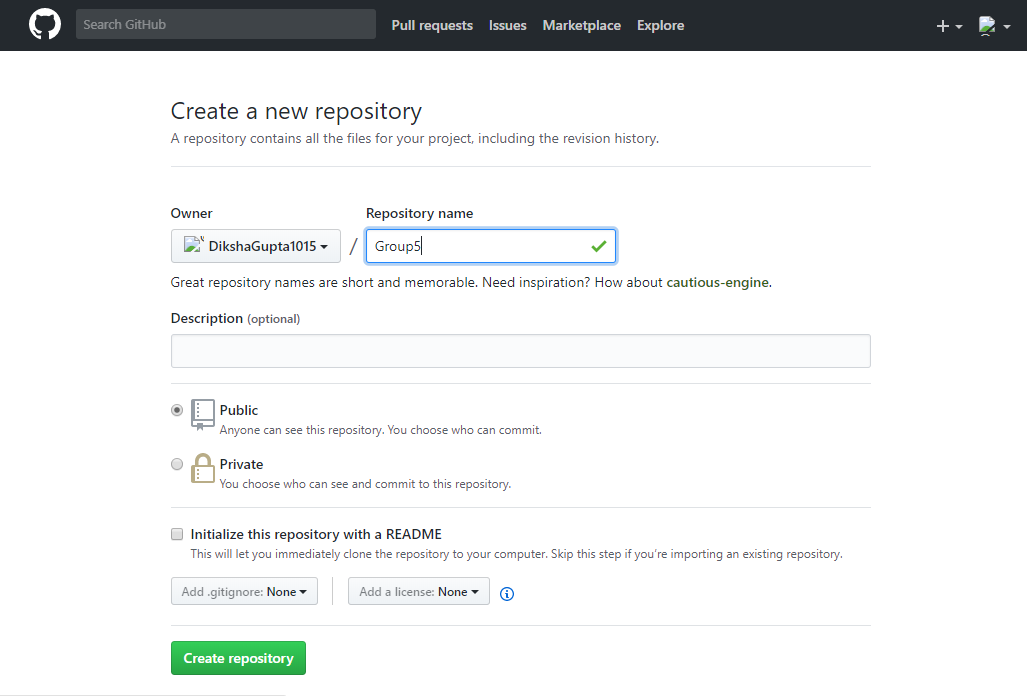 Search GitHub Pull requests Issues Marketplace Explore
Create a new repository
A repository contains all the files for your project, including the revision history.
Owner Repository name
DikshaGupta1015 / Group5
Great repository names are short and memorable. Need inspiration? How about cautious-engine.
Description (optional)
Public
Anyone can see this repository. You choose who can commit.
Private
You choose who can see and commit to this repository.
Initialize this repository with a README
This will let you immediately clone the repository to your computer. Skip this step if you’re importing an existing repository.
Add .gitignore: None Add a license: None
Create repository